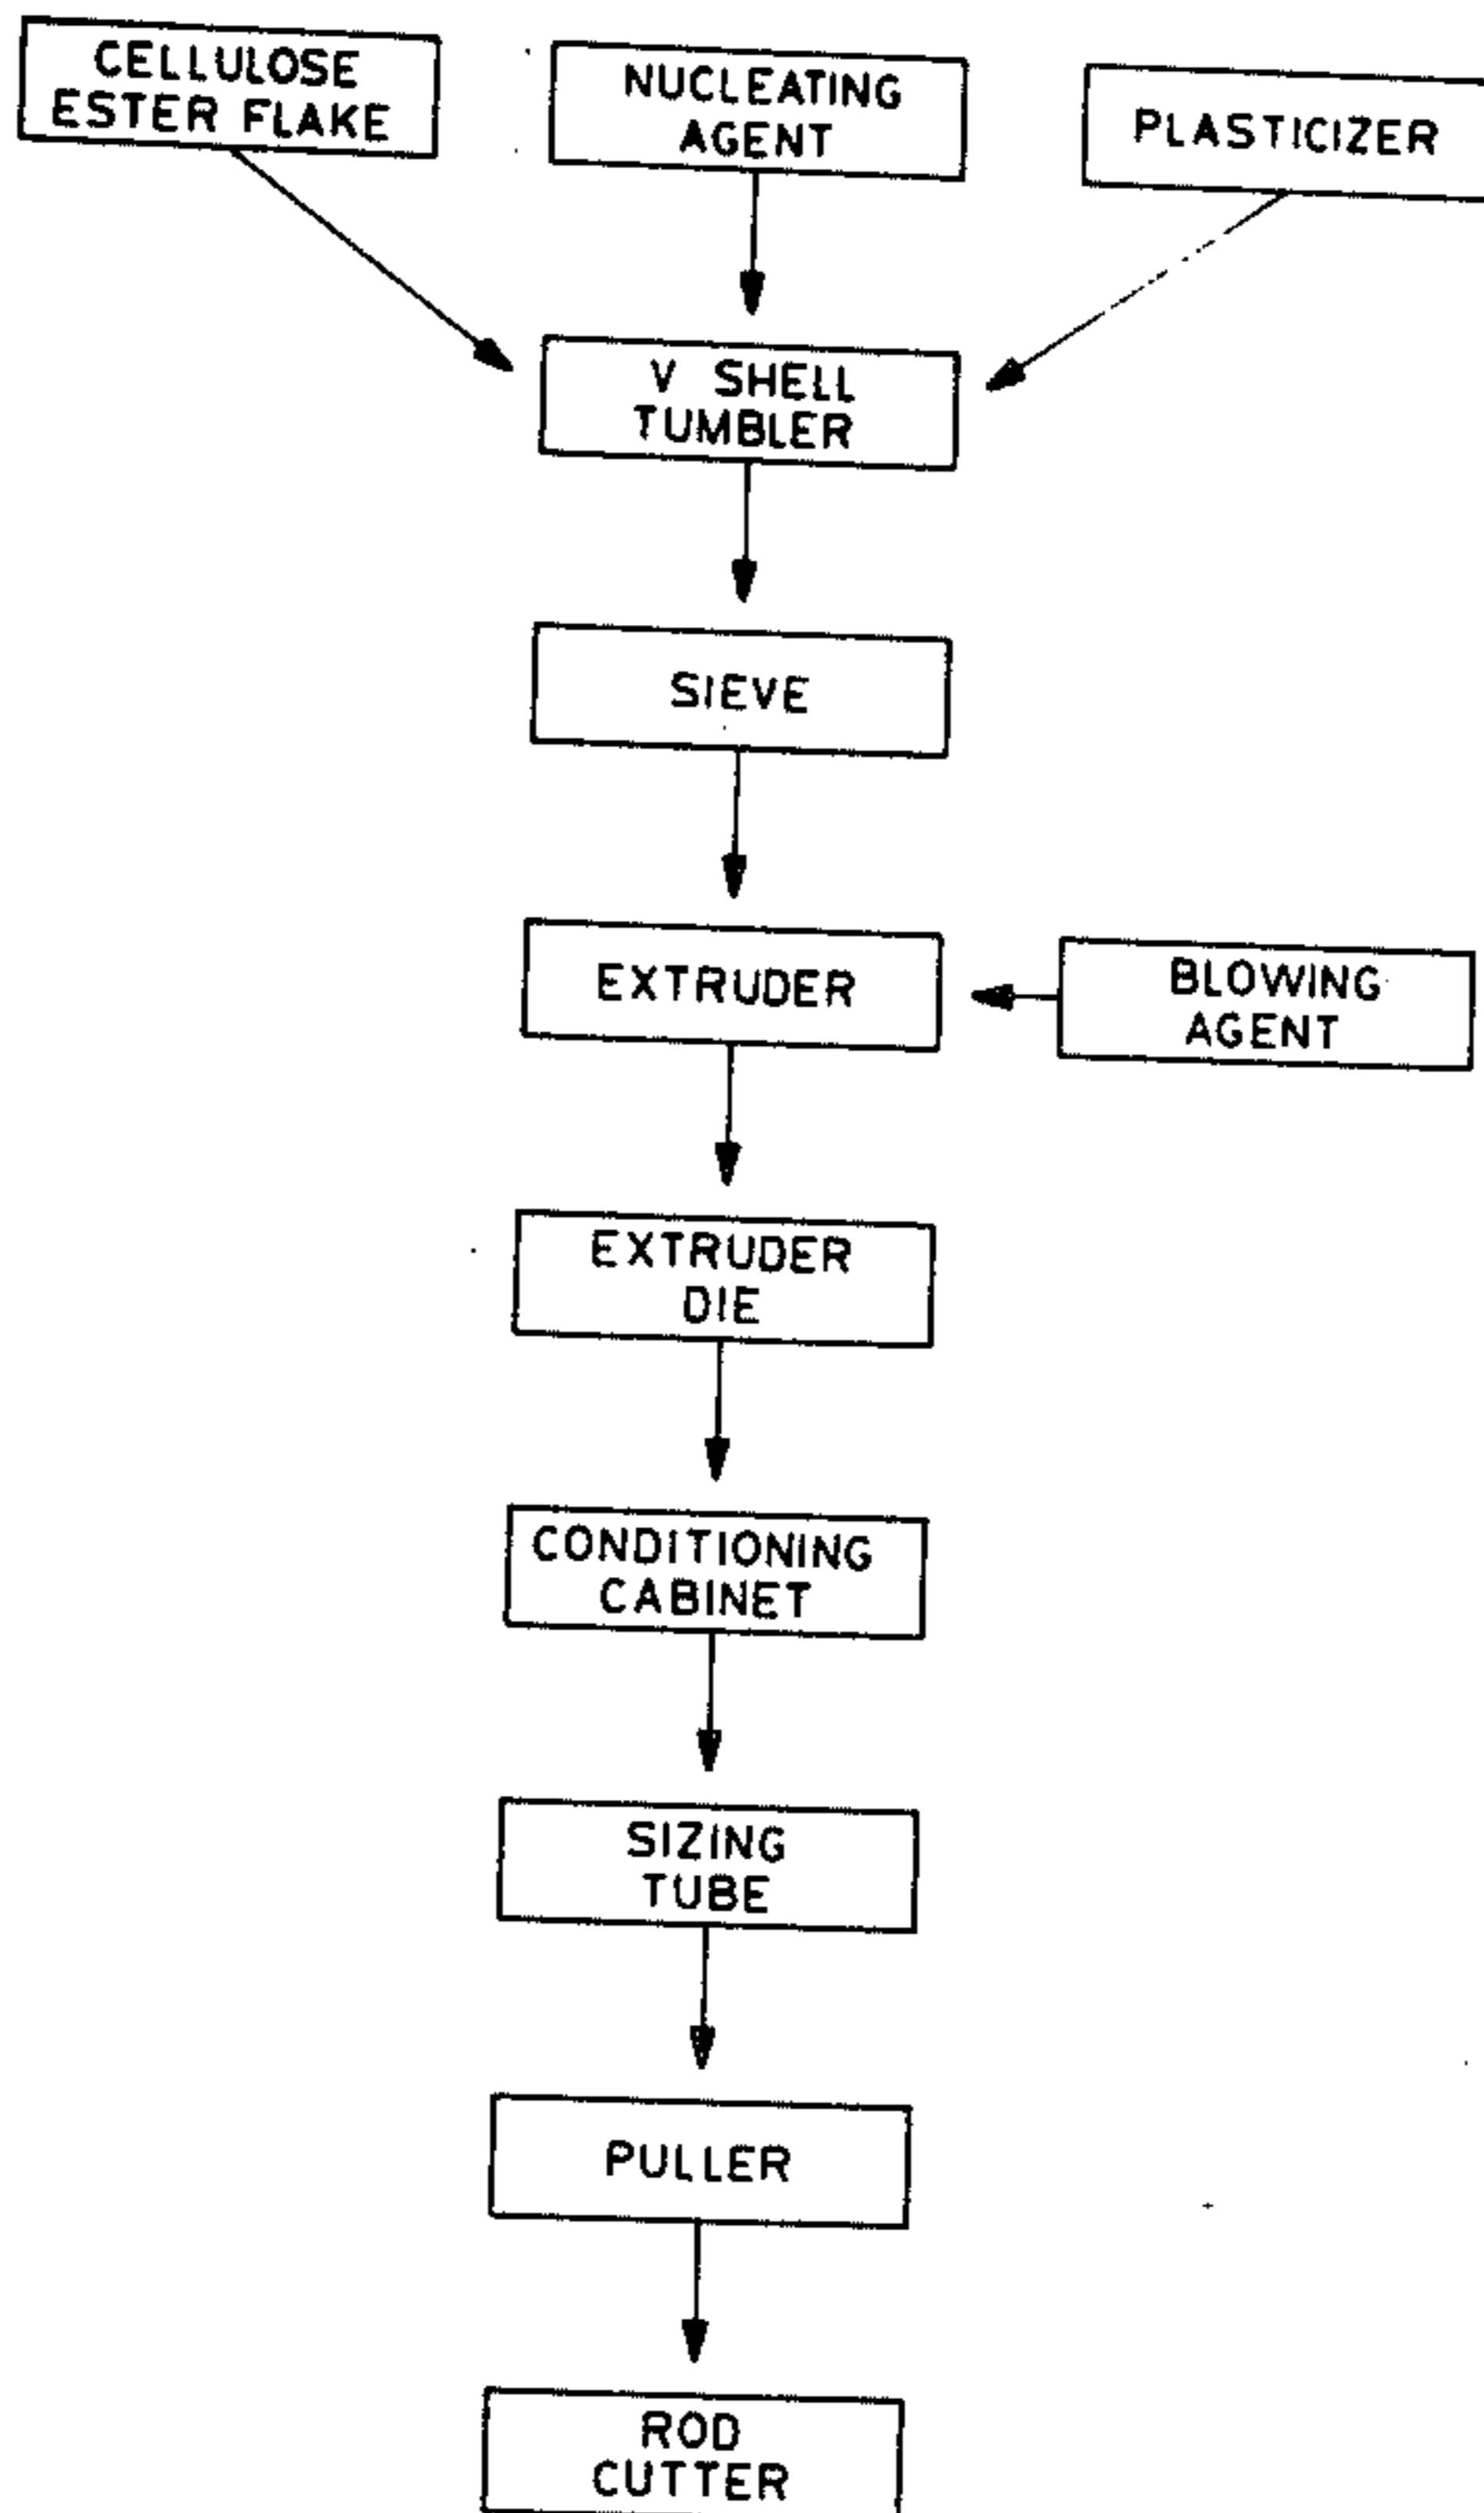 CELLULOSE
ESTER FLAKE
NUCLEATING
AGENT
PLASTICIZER
V SHELL
TUMBLER
SIEVE
EXTRUDER
BLOWING
AGENT
EXTRUDER
DIE
CONDITIONING
CABINET
SIZING
TUBE
PULLER
ROD
CUTTER